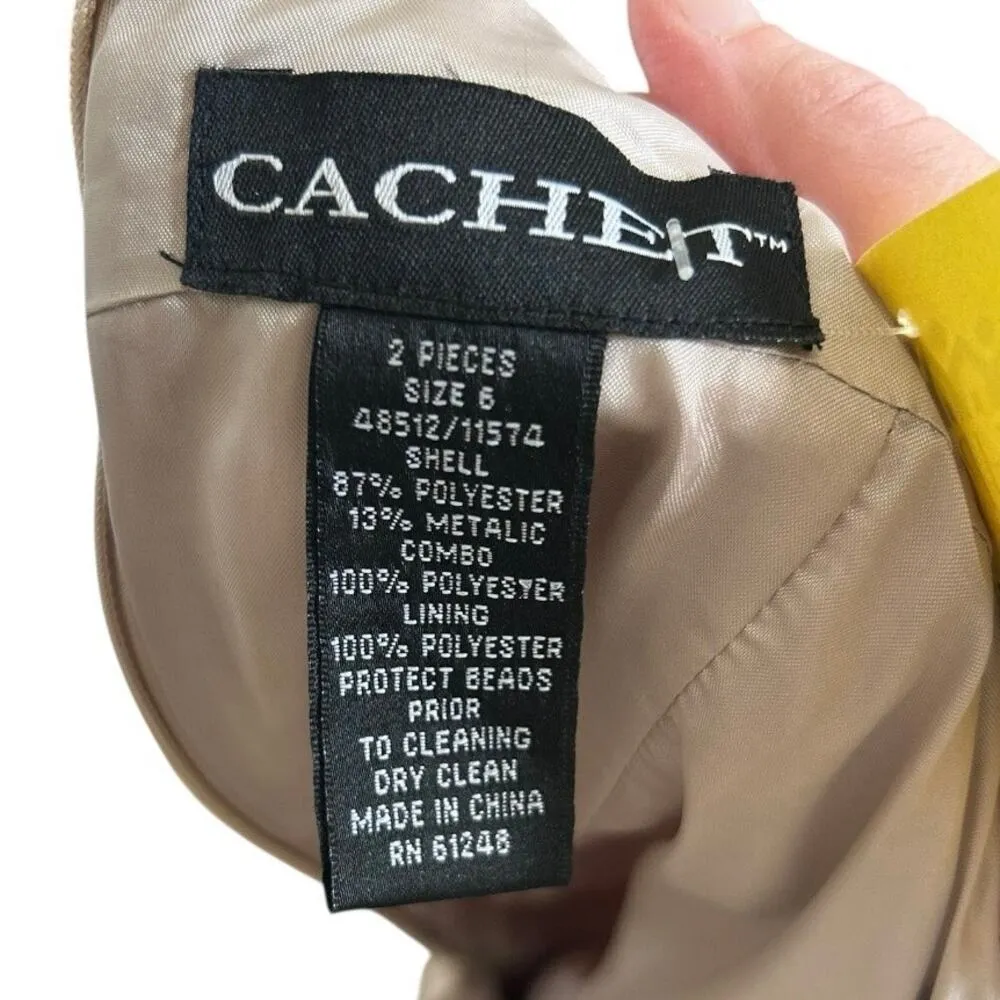 CACHET™
2 PIECES
SIZE 6
48512/11574
SHELL
87% POLYESTER
13% METALIC
COMBO
100% POLYESTER
LINING
100% POLYESTER
PROTECT BEADS
PRIOR
TO CLEANING
DRY CLEAN
MADE IN CHINA
RN 61248